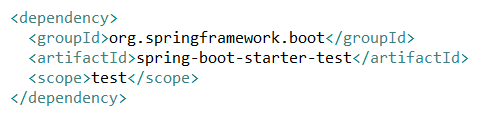 <dependency>
  <groupId>org.springframework.boot</groupId>
  <artifactId>spring-boot-starter-test</artifactId>
  <scope>test</scope>
</dependency>